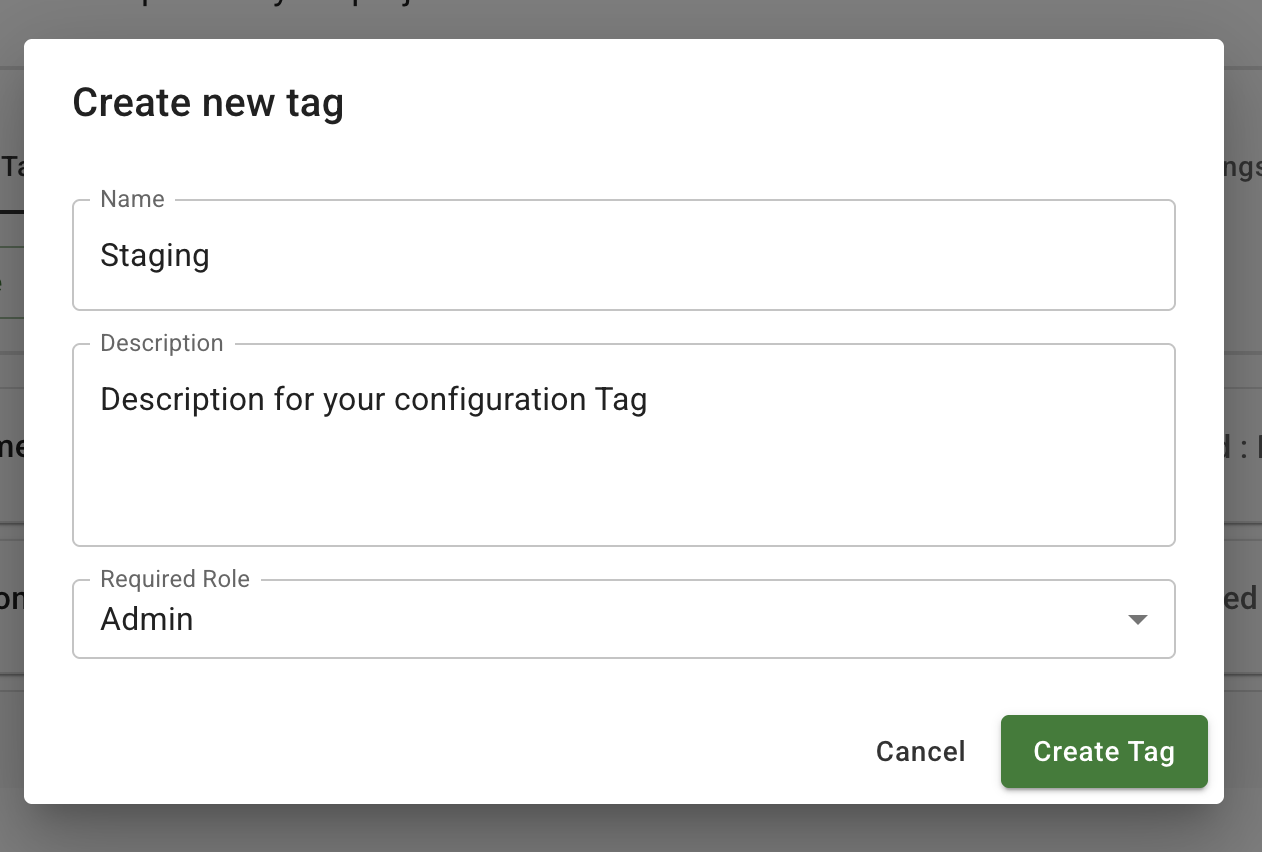 Create new tag
Name
Staging
Description
Description for your configuration Tag
Required Role
Admin
Cancel
Create Tag